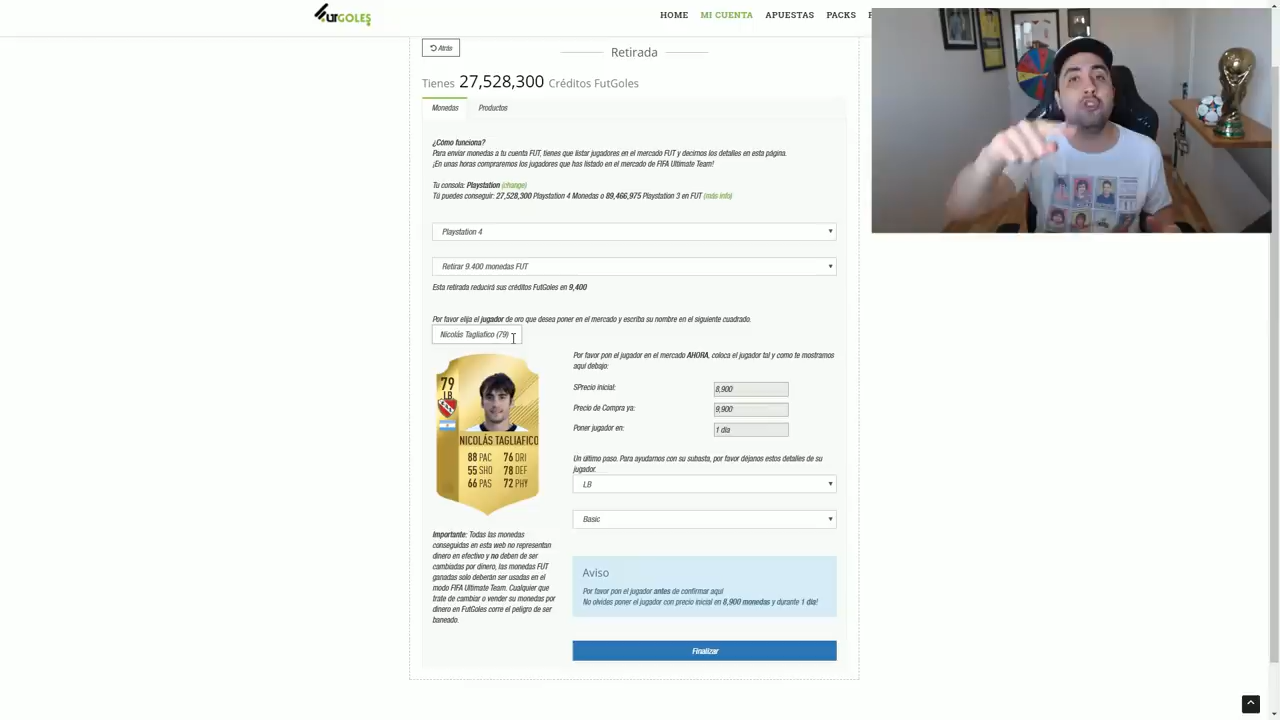 FUTGOLES
HOME MI CUENTA APUESTAS PACKS
Atrás
Retirada
Tienes 27,528,300 Créditos FutGoles
Monedas Productos
¿Cómo funciona?
Para enviar monedas a tu cuenta FUT, tienes que listar jugadores en el mercado FUT y decirnos los detalles en esta página.
¡En unas horas compraremos los jugadores que has listado en el mercado de FIFA Ultimate Team!
Tu consola: Playstation (change)
Tú puedes conseguir: 27,528,300 Playstation 4 Monedas o 89,466,975 Playstation 3 en FUT (más info)
Playstation 4
Retirar 9.400 monedas FUT
Esta retirada reducirá sus créditos FutGoles en 9,400
Por favor elija el jugador de oro que desea poner en el mercado y escriba su nombre en el siguiente cuadrado.
Nicolás Tagliafico (79)
79
LB
NICOLÁS TAGLIAFICO
88 PAC 76 DRI
55 SHO 78 DEF
66 PAS 72 PHY
Por favor pon el jugador en el mercado AHORA, coloca el jugador tal y como te mostramos
aquí debajo:
SPrecio inicial: 8,900
Precio de Compra ya: 9,900
Poner jugador en: 1 día
Un último paso. Para ayudarnos con su subasta, por favor déjanos estos detalles de su
jugador.
LB
Basic
Importante: Todas las monedas
conseguidas en esta web no representan
dinero en efectivo y no deben de ser
cambiadas por dinero, las monedas FUT
ganadas solo deberán ser usadas en el
modo FIFA Ultimate Team. Cualquier que
trate de cambiar o vender su monedas por
dinero en FutGoles corre el peligro de ser
baneado.
Aviso
Por favor pon el jugador antes de confirmar aquí
No olvides poner el jugador con precio inicial en 8,900 monedas y durante 1 día!
Finalizar